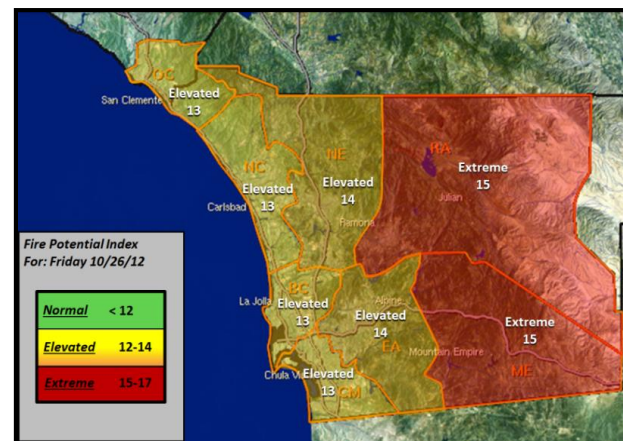 OC
Elevated
13
San Clemente
RA
Extreme
15
NE
NC
Elevated
13
Elevated
14
Julian
Carlsbad
Ramona
Fire Potential Index
For: Friday 10/26/12
Normal < 12
Elevated 12-14
Extreme 15-17
BC
La Jolla
Elevated
13
Alpine
Elevated
14
EA
Extreme
15
Mountain Empire
ME
Elevated
13
CM